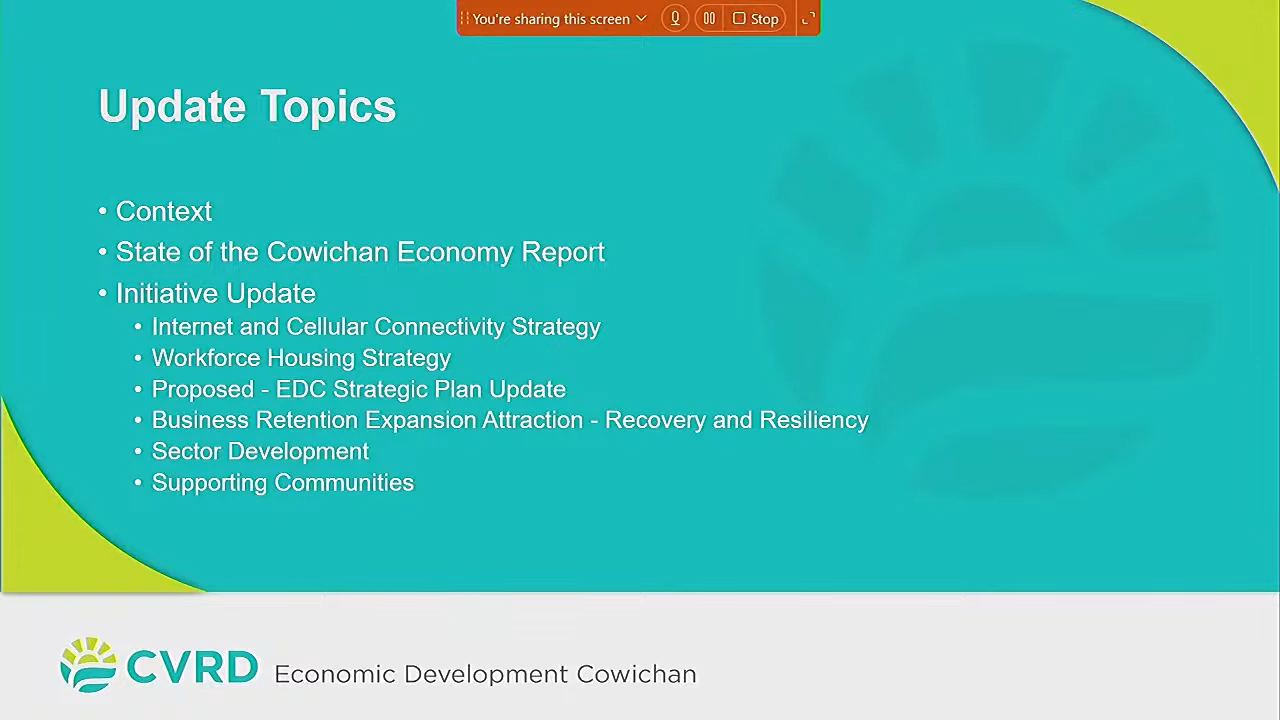 You're sharing this screen
Stop
Update Topics
• Context
• State of the Cowichan Economy Report
• Initiative Update
• Internet and Cellular Connectivity Strategy
• Workforce Housing Strategy
• Proposed - EDC Strategic Plan Update
• Business Retention Expansion Attraction - Recovery and Resiliency
• Sector Development
• Supporting Communities
CVRD Economic Development Cowichan